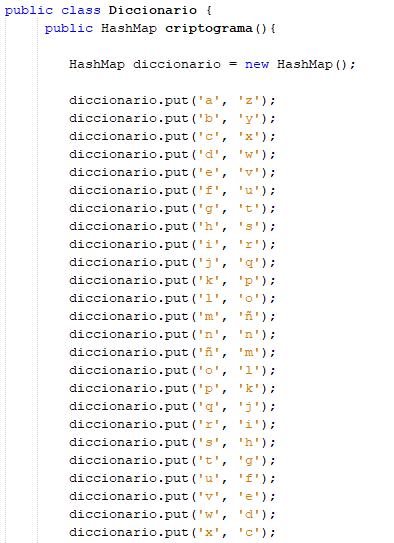 public class Diccionario {
public HashMap criptograma(){
HashMap diccionario = new HashMap();
diccionario.put('a', 'z');
diccionario.put('b', 'y');
diccionario.put('c', 'x');
diccionario.put('d', 'w');
diccionario.put('e', 'v');
diccionario.put('f', 'u');
diccionario.put('g', 't');
diccionario.put('h', 's');
diccionario.put('i', 'r');
diccionario.put('j', 'q');
diccionario.put('k', 'p');
diccionario.put('l', 'o');
diccionario.put('m', 'ñ');
diccionario.put('n', 'n');
diccionario.put('ñ', 'm');
diccionario.put('o', 'l');
diccionario.put('p', 'k');
diccionario.put('q', 'j');
diccionario.put('r', 'i');
diccionario.put('s', 'h');
diccionario.put('t', 'g');
diccionario.put('u', 'f');
diccionario.put('v', 'e');
diccionario.put('w', 'd');
diccionario.put('x', 'c');